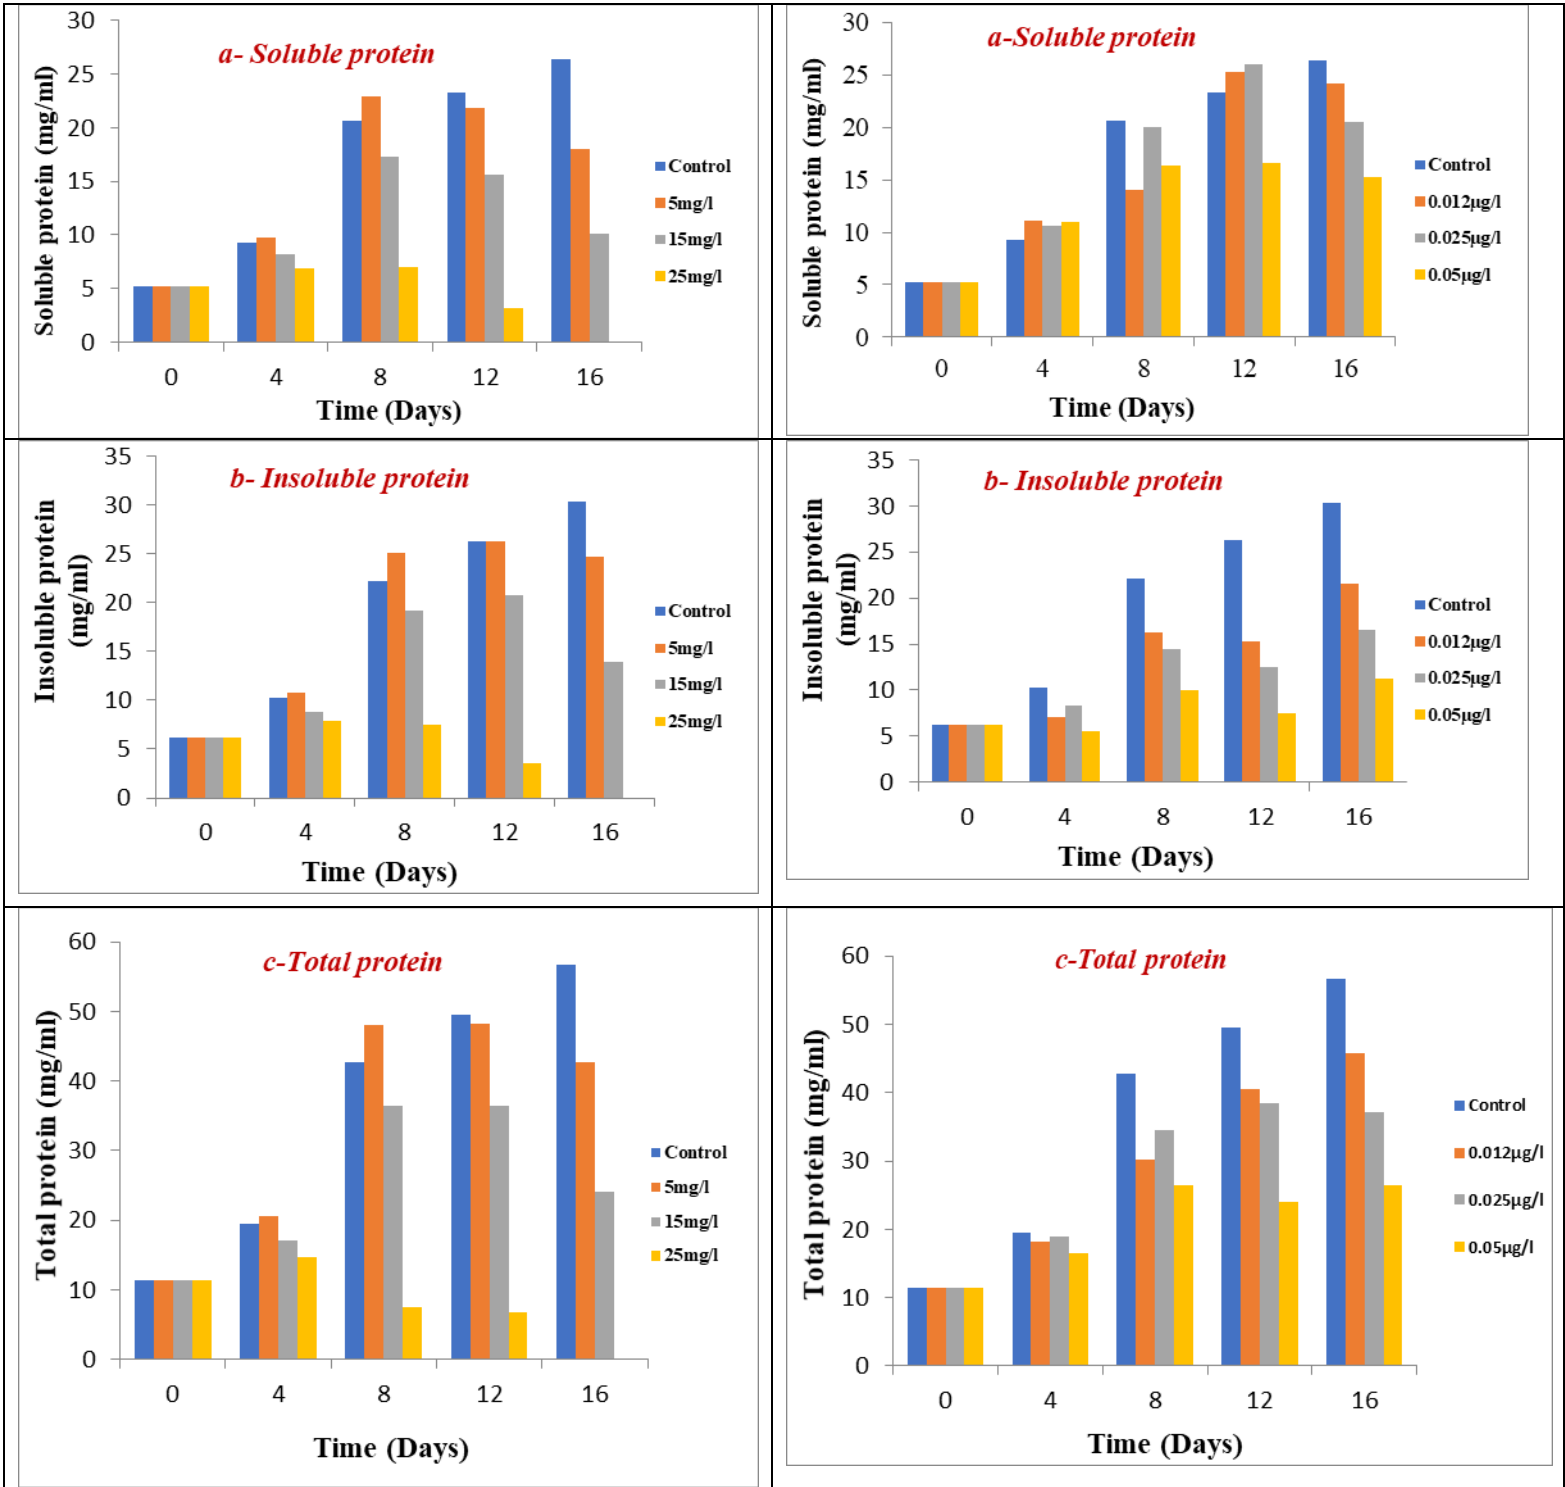 a- Soluble protein
Soluble protein (mg/ml)
30
25
20
15
10
5
0
0 4 8 12 16
Time (Days)
Control
5mg/l
15mg/l
25mg/l
a-Soluble protein
Soluble protein (mg/ml)
30
25
20
15
10
5
0
0 4 8 12 16
Time (Days)
Control
0.012µg/l
0.025µg/l
0.05µg/l
b- Insoluble protein
Insoluble protein
(mg/ml)
35
30
25
20
15
10
5
0
0 4 8 12 16
Time (Days)
Control
5mg/l
15mg/l
25mg/l
b- Insoluble protein
Insoluble protein
(mg/ml)
35
30
25
20
15
10
5
0
0 4 8 12 16
Time (Days)
Control
0.012µg/l
0.025µg/l
0.05µg/l
c-Total protein
Total protein (mg/ml)
60
50
40
30
20
10
0
0 4 8 12 16
Time (Days)
Control
5mg/l
15mg/l
25mg/l
c-Total protein
Total protein (mg/ml)
60
50
40
30
20
10
0
0 4 8 12 16
Time (Days)
Control
0.012µg/l
0.025µg/l
0.05µg/l